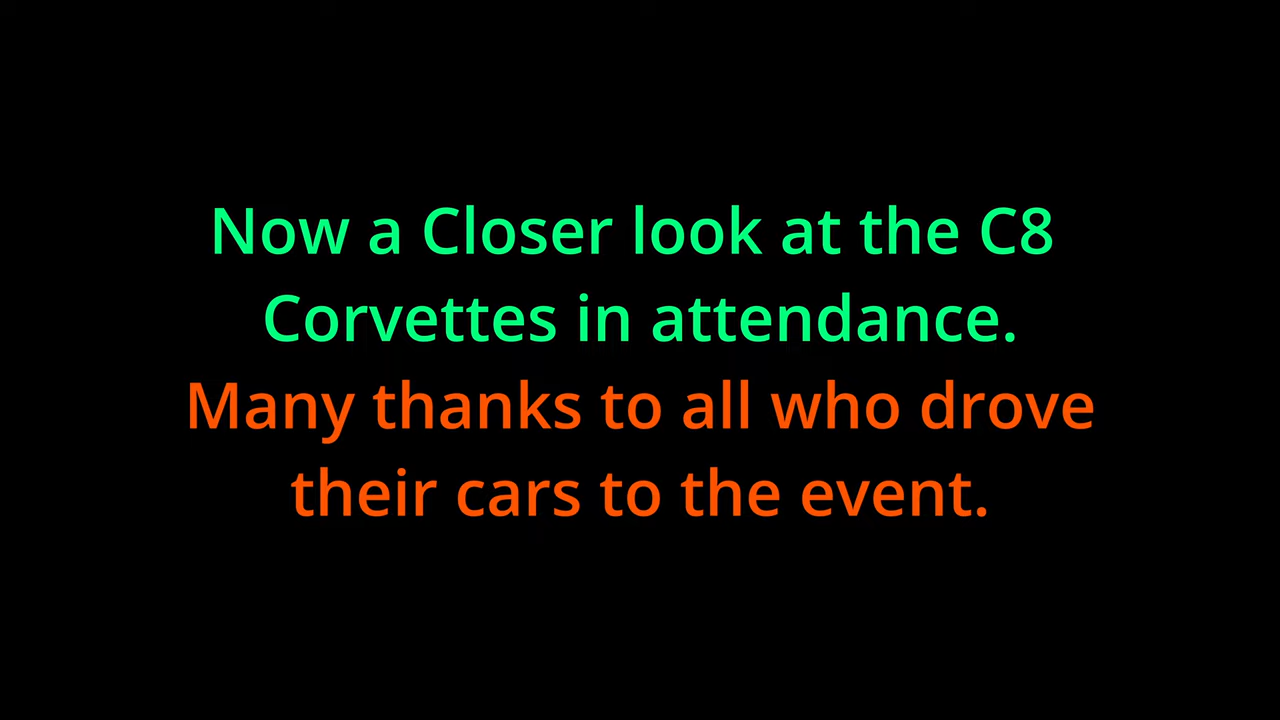 Now a Closer look at the C8
Corvettes in attendance.
Many thanks to all who drove
their cars to the event.